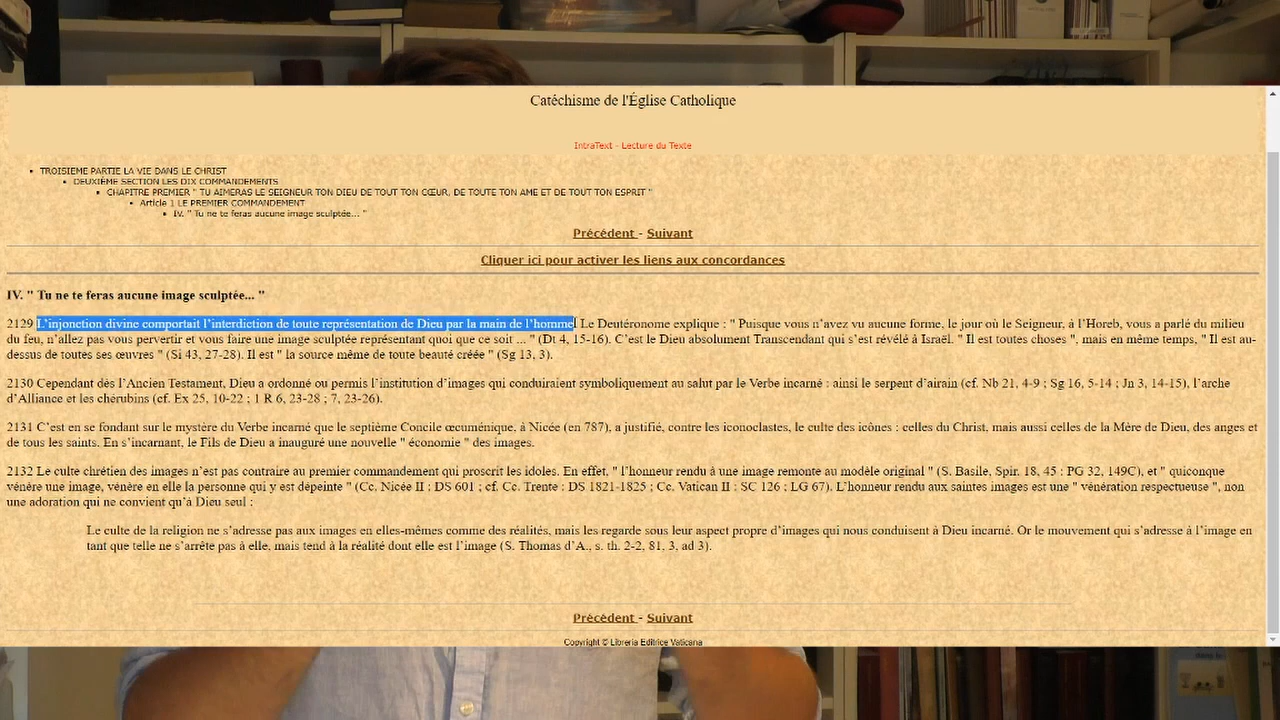 Catéchisme de l'Église Catholique
IntraText - Lecture du Texte
TROISIEME PARTIE LA VIE DANS LE CHRIST
DEUXIÈME SECTION LES DIX COMMANDEMENTS
CHAPITRE PREMIER " TU AIMERAS LE SEIGNEUR TON DIEU DE TOUT TON CŒUR, DE TOUTE TON AME ET DE TOUT TON ESPRIT "
Article 1 LE PREMIER COMMANDEMENT
IV. " Tu ne te feras aucune image sculptée... "
Précédent - Suivant
Cliquer ici pour activer les liens aux concordances
IV. " Tu ne te feras aucune image sculptée... "
2129 L’injonction divine comportait l’interdiction de toute représentation de Dieu par la main de l’homme. Le Deutéronome explique : " Puisque vous n’avez vu aucune forme, le jour où le Seigneur, à l’Horeb, vous a parlé du milieu
du feu, n’allez pas vous pervertir et vous faire une image sculptée représentant quoi que ce soit ... " (Dt 4, 15-16). C’est le Dieu absolument Transcendant qui s’est révélé à Israël. " Il est toutes choses ", mais en même temps, " Il est au-
dessus de toutes ses œuvres " (Si 43, 27-28). Il est " la source même de toute beauté créée " (Sg 13, 3).
2130 Cependant dès l’Ancien Testament, Dieu a ordonné ou permis l’institution d’images qui conduiraient symboliquement au salut par le Verbe incarné : ainsi le serpent d’airain (cf. Nb 21, 4-9 ; Sg 16, 5-14 ; Jn 3, 14-15), l’arche
d’Alliance et les chérubins (cf. Ex 25, 10-22 ; 1 R 6, 23-28 ; 7, 23-26).
2131 C’est en se fondant sur le mystère du Verbe incarné que le septième Concile œcuménique, à Nicée (en 787), a justifié, contre les iconoclastes, le culte des icônes : celles du Christ, mais aussi celles de la Mère de Dieu, des anges et
de tous les saints. En s’incarnant, le Fils de Dieu a inauguré une nouvelle " économie " des images.
2132 Le culte chrétien des images n’est pas contraire au premier commandement qui proscrit les idoles. En effet, " l’honneur rendu à une image remonte au modèle original " (S. Basile, Spir. 18, 45 : PG 32, 149C), et " quiconque
vénère une image, vénère en elle la personne qui y est dépeinte " (Cc. Nicée II : DS 601 ; cf. Cc. Trente : DS 1821-1825 ; Cc. Vatican II : SC 126 ; LG 67). L’honneur rendu aux saintes images est une " vénération respectueuse ", non
une adoration qui ne convient qu’à Dieu seul :
Le culte de la religion ne s’adresse pas aux images en elles-mêmes comme des réalités, mais les regarde sous leur aspect propre d’images qui nous conduisent à Dieu incarné. Or le mouvement qui s’adresse à l’image en
tant que telle ne s’arrête pas à elle, mais tend à la réalité dont elle est l’image (S. Thomas d’A., s. th. 2-2, 81, 3, ad 3).
Précédent - Suivant
Copyright © Libreria Editrice Vaticana